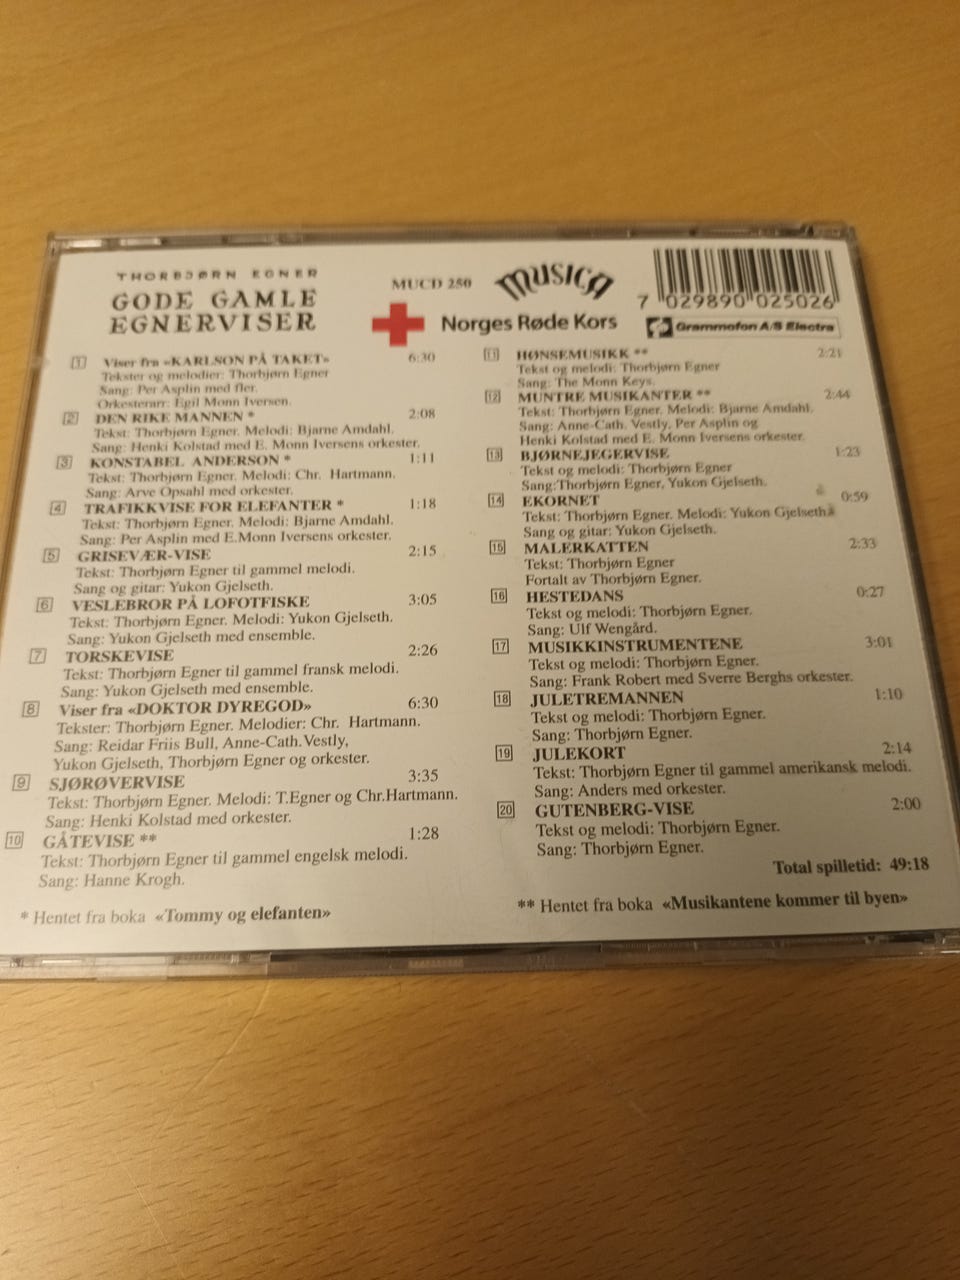 THORBJØRN EGNER
GODE GAMLE
EGNERVISER
MUCD 250
MUSICA
Norges Røde Kors
7 029890 025026
Grammofon A/S Electra
1 Viser fra «KARLSON PÅ TAKET» 6:30
Tekster og melodier: Thorbjørn Egner
Sang: Per Asplin med fler.
Orkesterarr: Egil Monn Iversen.
2 DEN RIKE MANNEN * 2:08
Tekst: Thorbjørn Egner. Melodi: Bjarne Amdahl.
Sang: Henki Kolstad med E. Monn Iversens orkester.
3 KONSTABEL ANDERSON * 1:11
Tekst: Thorbjørn Egner. Melodi: Chr. Hartmann.
Sang: Arve Opsahl med orkester.
4 TRAFIKKVISE FOR ELEFANTER * 1:18
Tekst: Thorbjørn Egner. Melodi: Bjarne Amdahl.
Sang: Per Asplin med E.Monn Iversens orkester.
5 GRISEVÆR-VISE 2:15
Tekst: Thorbjørn Egner til gammel melodi.
Sang og gitar: Yukon Gjelseth.
6 VESLEBROR PÅ LOFOTFISKE 3:05
Tekst: Thorbjørn Egner. Melodi: Yukon Gjelseth.
Sang: Yukon Gjelseth med ensemble.
7 TORSKEVISE 2:26
Tekst: Thorbjørn Egner til gammel fransk melodi.
Sang: Yukon Gjelseth med ensemble.
8 Viser fra «DOKTOR DYREGOD» 6:30
Tekster: Thorbjørn Egner. Melodier: Chr. Hartmann.
Sang: Reidar Friis Bull, Anne-Cath.Vestly,
Yukon Gjelseth, Thorbjørn Egner og orkester.
9 SJØRØVERVISE 3:35
Tekst: Thorbjørn Egner. Melodi: T.Egner og Chr.Hartmann.
Sang: Henki Kolstad med orkester.
10 GÅTEVISE ** 1:28
Tekst: Thorbjørn Egner til gammel engelsk melodi.
Sang: Hanne Krogh.
* Hentet fra boka «Tommy og elefanten»
11 HØNSEMUSIKK ** 2:21
Tekst og melodi: Thorbjørn Egner
Sang: The Monn Keys.
12 MUNTRE MUSIKANTER ** 2:44
Tekst: Thorbjørn Egner. Melodi: Bjarne Amdahl.
Sang: Anne-Cath. Vestly, Per Asplin og
Henki Kolstad med E. Monn Iversens orkester.
13 BJØRNEJEGERVISE 1:23
Tekst og melodi: Thorbjørn Egner
Sang:Thorbjørn Egner, Yukon Gjelseth.
14 EKORNET 0:59
Tekst: Thorbjørn Egner. Melodi: Yukon Gjelseth.
Sang og gitar: Yukon Gjelseth.
15 MALERKATTEN 2:33
Tekst: Thorbjørn Egner
Fortalt av Thorbjørn Egner.
16 HESTEDANS 0:27
Tekst og melodi: Thorbjørn Egner.
Sang: Ulf Wengård.
17 MUSIKKINSTRUMENTENE 3:01
Tekst og melodi: Thorbjørn Egner.
Sang: Frank Robert med Sverre Berghs orkester.
18 JULETREMANNEN 1:10
Tekst og melodi: Thorbjørn Egner.
Sang: Thorbjørn Egner.
19 JULEKORT 2:14
Tekst: Thorbjørn Egner til gammel amerikansk melodi.
Sang: Anders med orkester.
20 GUTENBERG-VISE 2:00
Tekst og melodi: Thorbjørn Egner.
Sang: Thorbjørn Egner.
Total spilletid: 49:18
** Hentet fra boka «Musikantene kommer til byen»